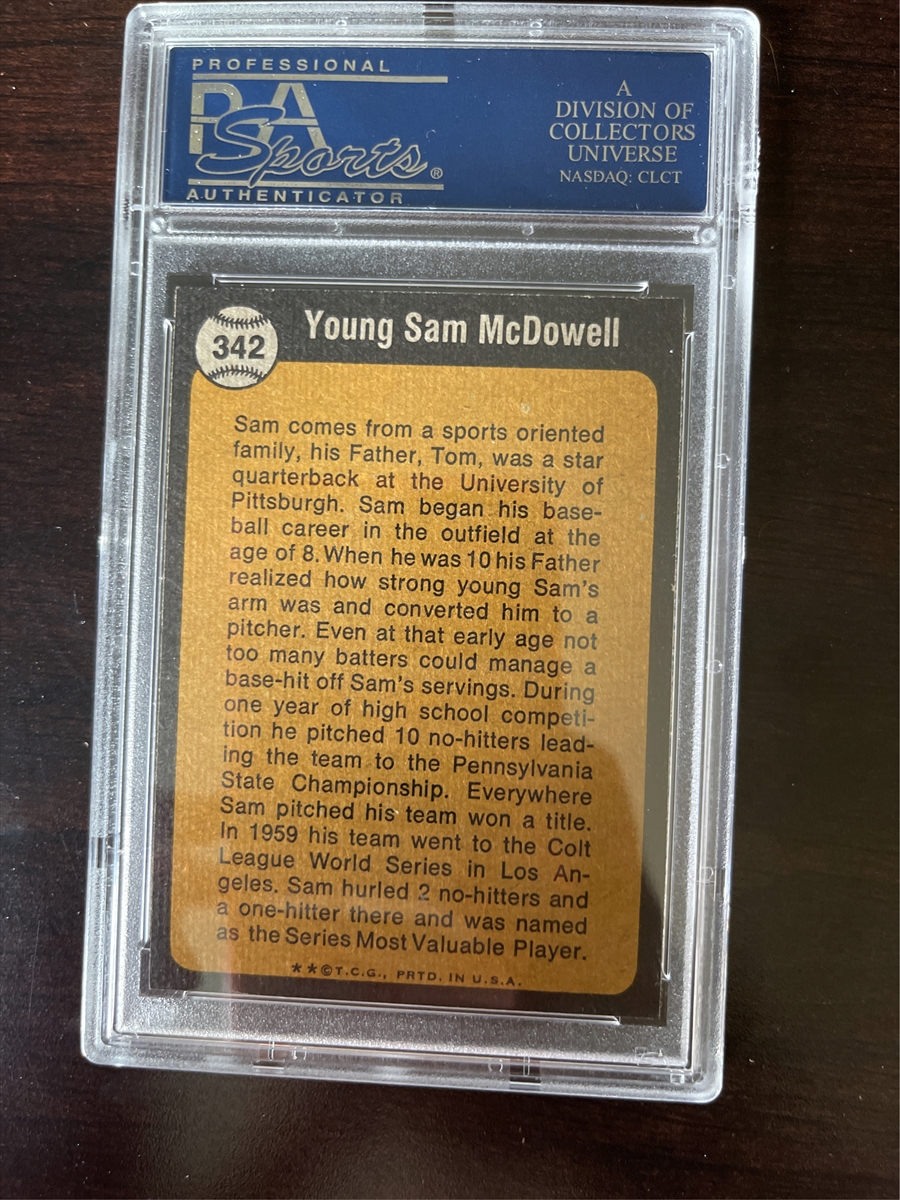 PROFESSIONAL
PSA
Sports®
AUTHENTICATOR
A
DIVISION OF
COLLECTORS
UNIVERSE
NASDAQ: CLCT
342
Young Sam McDowell
Sam comes from a sports oriented
family, his Father, Tom, was a star
quarterback at the University of
Pittsburgh. Sam began his base-
ball career in the outfield at the
age of 8. When he was 10 his Father
realized how strong young Sam's
arm was and converted him to a
pitcher. Even at that early age not
too many batters could manage a
base-hit off Sam's servings. During
one year of high school competi-
tion he pitched 10 no-hitters lead-
ing the team to the Pennsylvania
State Championship. Everywhere
Sam pitched his team won a title.
In 1959 his team went to the Colt
League World Series in Los An-
geles. Sam hurled 2 no-hitters and
a one-hitter there and was named
as the Series Most Valuable Player.
**©T.C.G., PRTD. IN U.S.A.